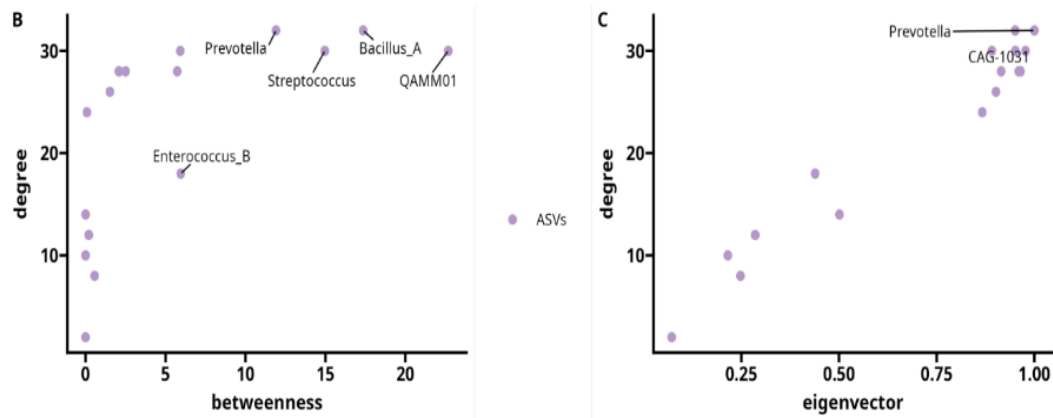 B
degree
30
20
10
0
5
10
15
20
betweenness
Prevotella
Bacillus_A
Streptococcus
QAMM01
Enterococcus_B
ASVs
C
degree
30
20
10
0.25
0.50
0.75
1.00
eigenvector
Prevotella
CAG-1031